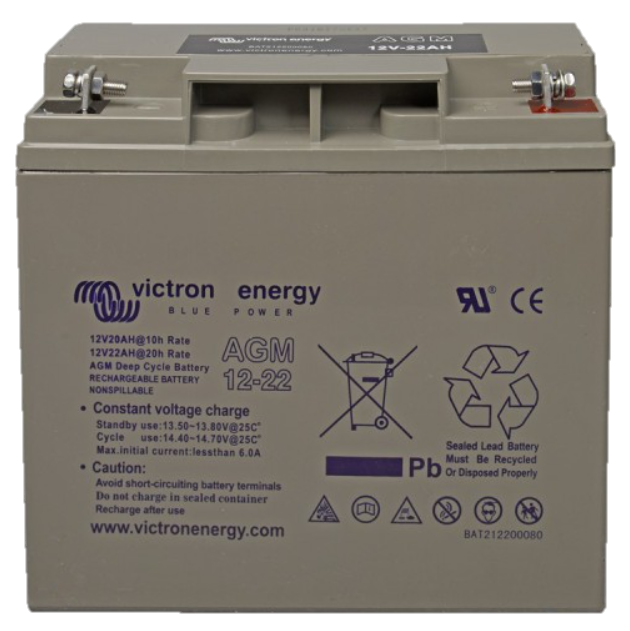 victron energy
AGM
BAT212200080
12V-22AH
www.victronenergy.com
victron energy
BLUE POWER
12V20AH@10h Rate
12V22AH@20h Rate
AGM Deep Cycle Battery
RECHARGEABLE BATTERY
NONSPILLABLE
AGM
12-22
• Constant voltage charge
Standby use:13.50~13.80V@25C°
Cycle use:14.40~14.70V@25C°
Max.initial current:lessthan 6.0A
• Caution:
Avoid short-circuiting battery terminals
Do not charge in sealed container
Recharge after use
www.victronenergy.com
CE
Pb
Sealed Lead Battery
Must Be Recycled
Or Disposed Properly
BAT212200080